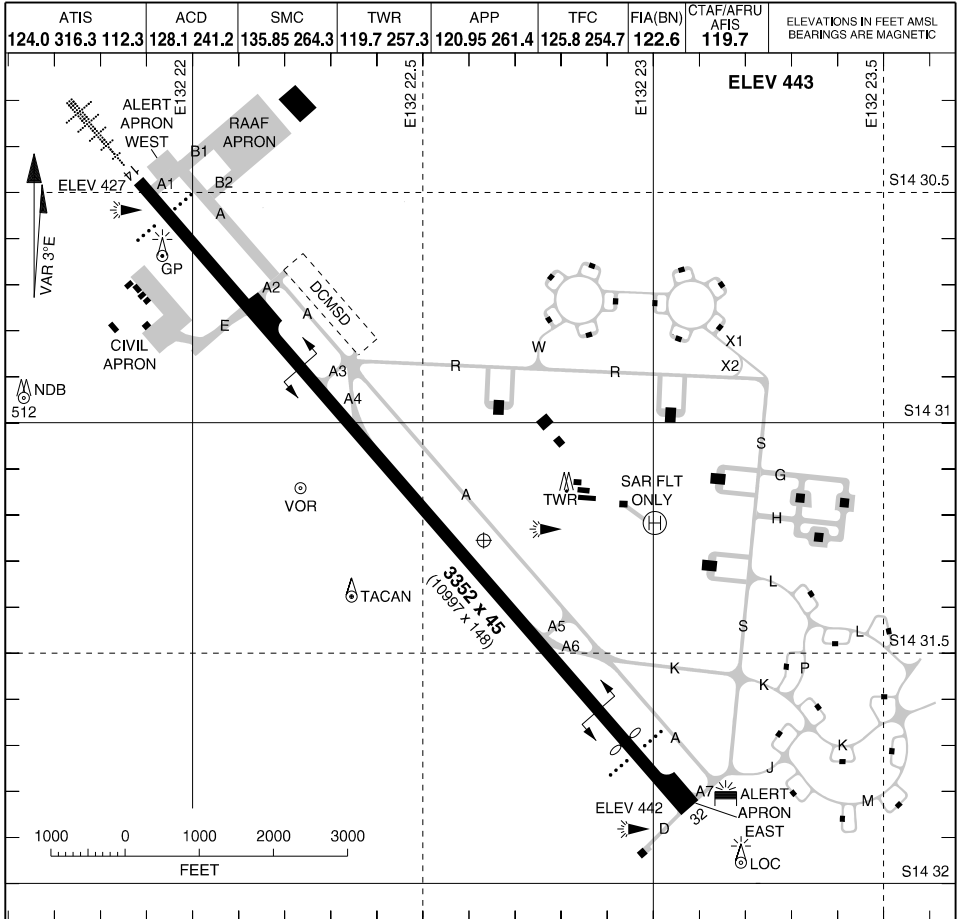 ATIS
124.0 316.3 112.3
ACD
128.1 241.2
SMC
135.85 264.3
TWR
119.7 257.3
APP
120.95 261.4
TFC
125.8 254.7
FIA(BN)
122.6
CTAF/AFRU
AFIS
119.7
ELEVATIONS IN FEET AMSL
BEARINGS ARE MAGNETIC
E132 22
E132 22.5
E132 23
E132 23.5
ELEV 443
ALERT
APRON
WEST
RAAF
APRON
B1
B2
A1
14
ELEV 427
S14 30.5
A
VAR 3°E
GP
A2
DCMSD
A
E
CIVIL
APRON
W
X1
X2
R
R
A3
A4
NDB
512
S14 31
S
G
H
VOR
A
TWR
SAR FLT
ONLY
H
TACAN
3352 x 45
(10997 x 148)
L
L
A5
A6
S
S14 31.5
K
P
K
K
A
J
M
A7
32
ELEV 442
D
ALERT
APRON
EAST
LOC
1000 0 1000 2000 3000
FEET
S14 32